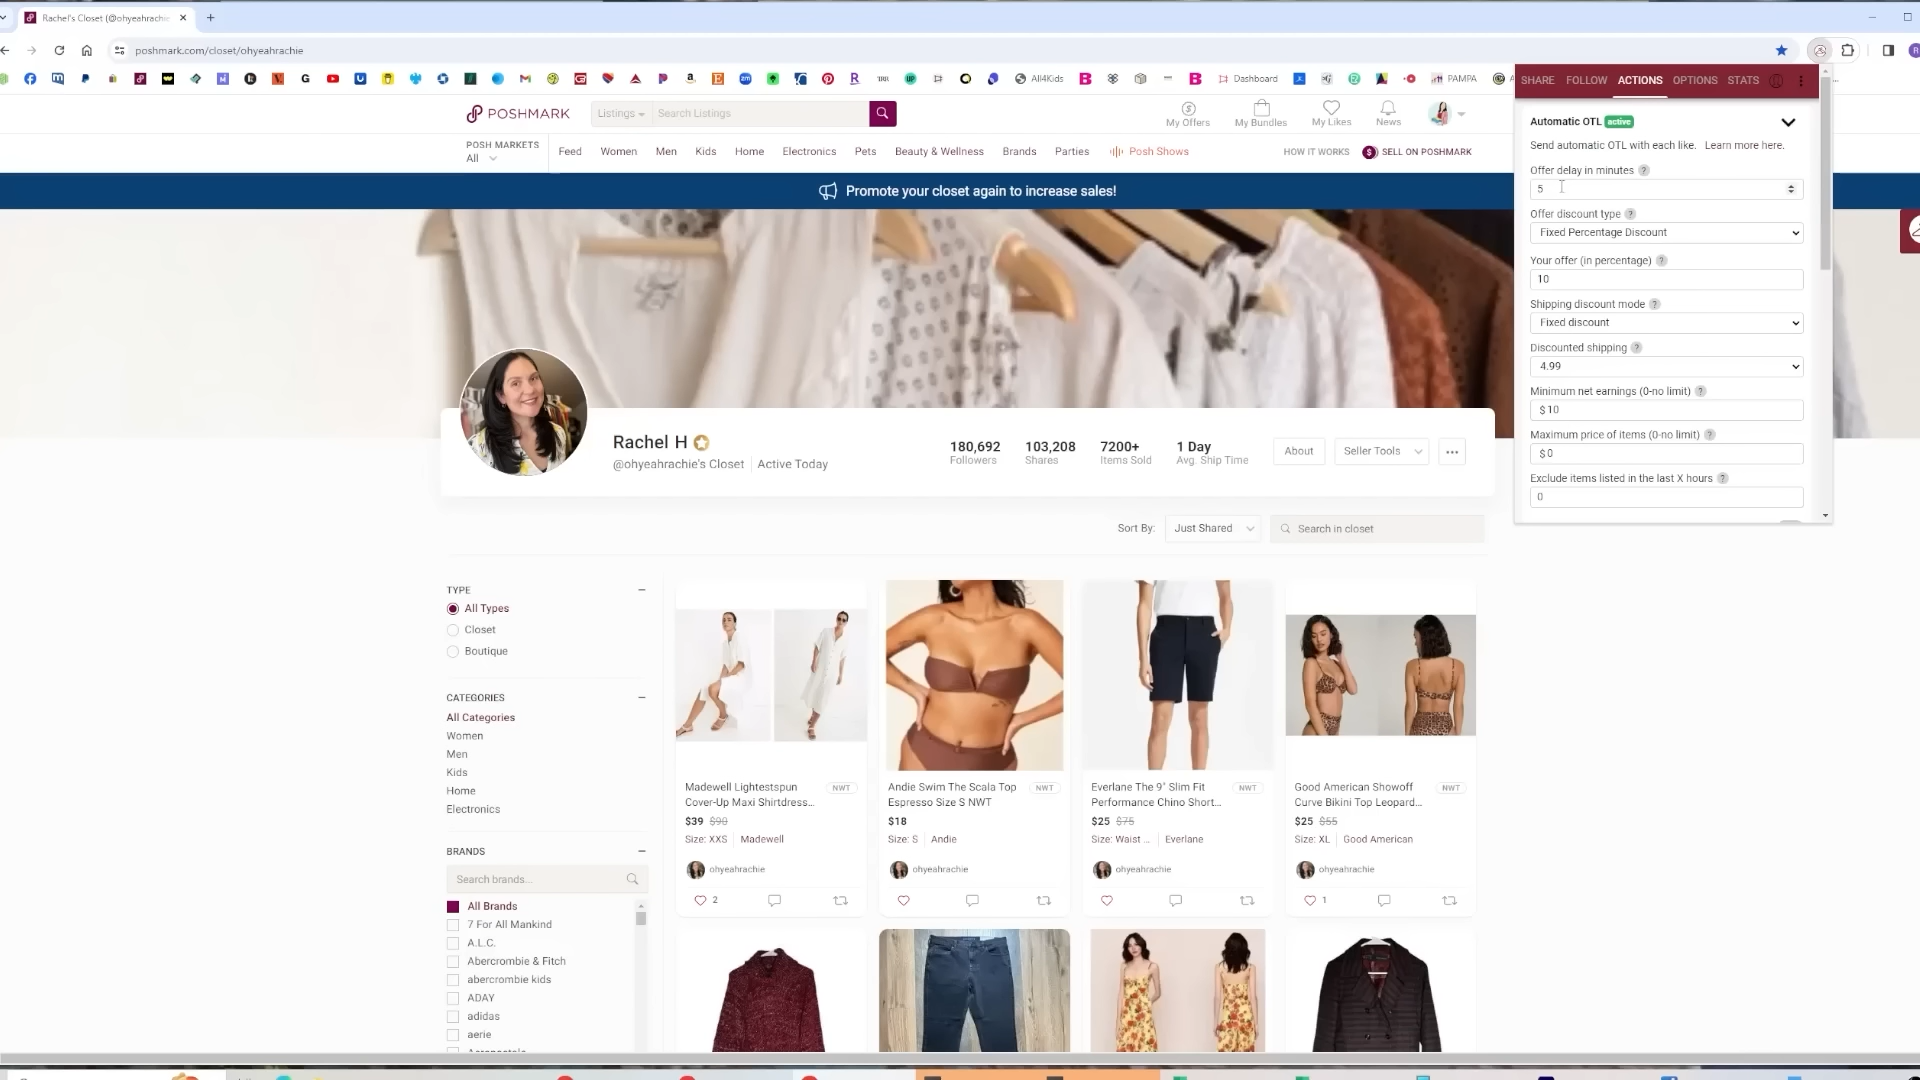 Rachel's Closet (@ohyeahrachie
poshmark.com/closet/ohyeahrachie
All4Kids
Dashboard
PAMPA
POSHMARK
Listings
Search Listings
My Offers
My Bundles
My Likes
News
POSH MARKETS
All
Feed
Women
Men
Kids
Home
Electronics
Pets
Beauty & Wellness
Brands
Parties
Posh Shows
HOW IT WORKS
SELL ON POSHMARK
Promote your closet again to increase sales!
SHARE
FOLLOW
ACTIONS
OPTIONS
STATS
Automatic OTL active
Send automatic OTL with each like. Learn more here.
Offer delay in minutes ?
5
Offer discount type ?
Fixed Percentage Discount
Your offer (in percentage) ?
10
Shipping discount mode ?
Fixed discount
Discounted shipping ?
4.99
Minimum net earnings (0-no limit) ?
$ 10
Maximum price of items (0-no limit) ?
$ 0
Exclude items listed in the last X hours ?
0
Rachel H
@ohyeahrachie's Closet
Active Today
180,692
Followers
103,208
Shares
7200+
Items Sold
1 Day
Avg. Ship Time
About
Seller Tools
...
Sort By:
Just Shared
Search in closet
TYPE
All Types
Closet
Boutique
CATEGORIES
All Categories
Women
Men
Kids
Home
Electronics
BRANDS
Search brands...
All Brands
7 For All Mankind
A.L.C.
Abercrombie & Fitch
abercrombie kids
ADAY
adidas
aerie
Madewell Lightestspun
Cover-Up Maxi Shirtdress...
NWT
$39 $98
Size: XXS
Madewell
ohyeahrachie
2
Andie Swim The Scala Top
Espresso Size S NWT
NWT
$18
Size: S
Andie
ohyeahrachie
Everlane The 9" Slim Fit
Performance Chino Short...
NWT
$25 $75
Size: Waist ...
Everlane
ohyeahrachie
Good American Showoff
Curve Bikini Top Leopard...
NWT
$25 $55
Size: XL
Good American
ohyeahrachie
1